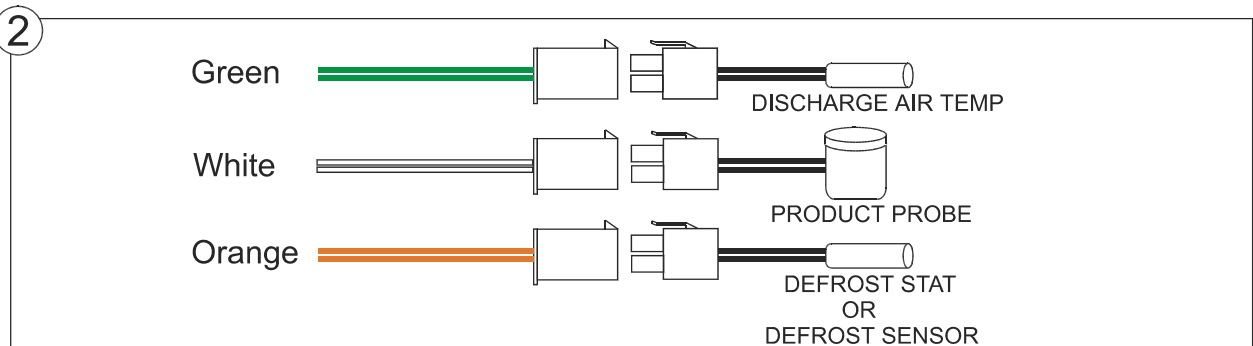 2
Green
DISCHARGE AIR TEMP
White
PRODUCT PROBE
Orange
DEFROST STAT
OR
DEFROST SENSOR